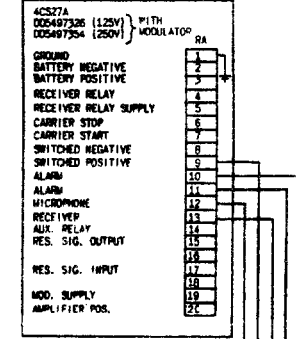 4CS27A
DD5497326 (125V)
DD5497354 (250V)
WITH
MODULATOR
RA
GROUND 1
BATTERY NEGATIVE 2
BATTERY POSITIVE 3
RECEIVER RELAY 4
RECEIVER RELAY SUPPLY 5
CARRIER STOP 6
CARRIER START 7
SWITCHED NEGATIVE 8
SWITCHED POSITIVE 9
ALARM 10
ALARM 11
MICROPHONE 12
RECEIVER 13
AUX. RELAY 14
RES. SIG. OUTPUT 15
16
RES. SIG. INPUT 17
18
MOD. SUPPLY 19
AMPLIFIER POS. 20